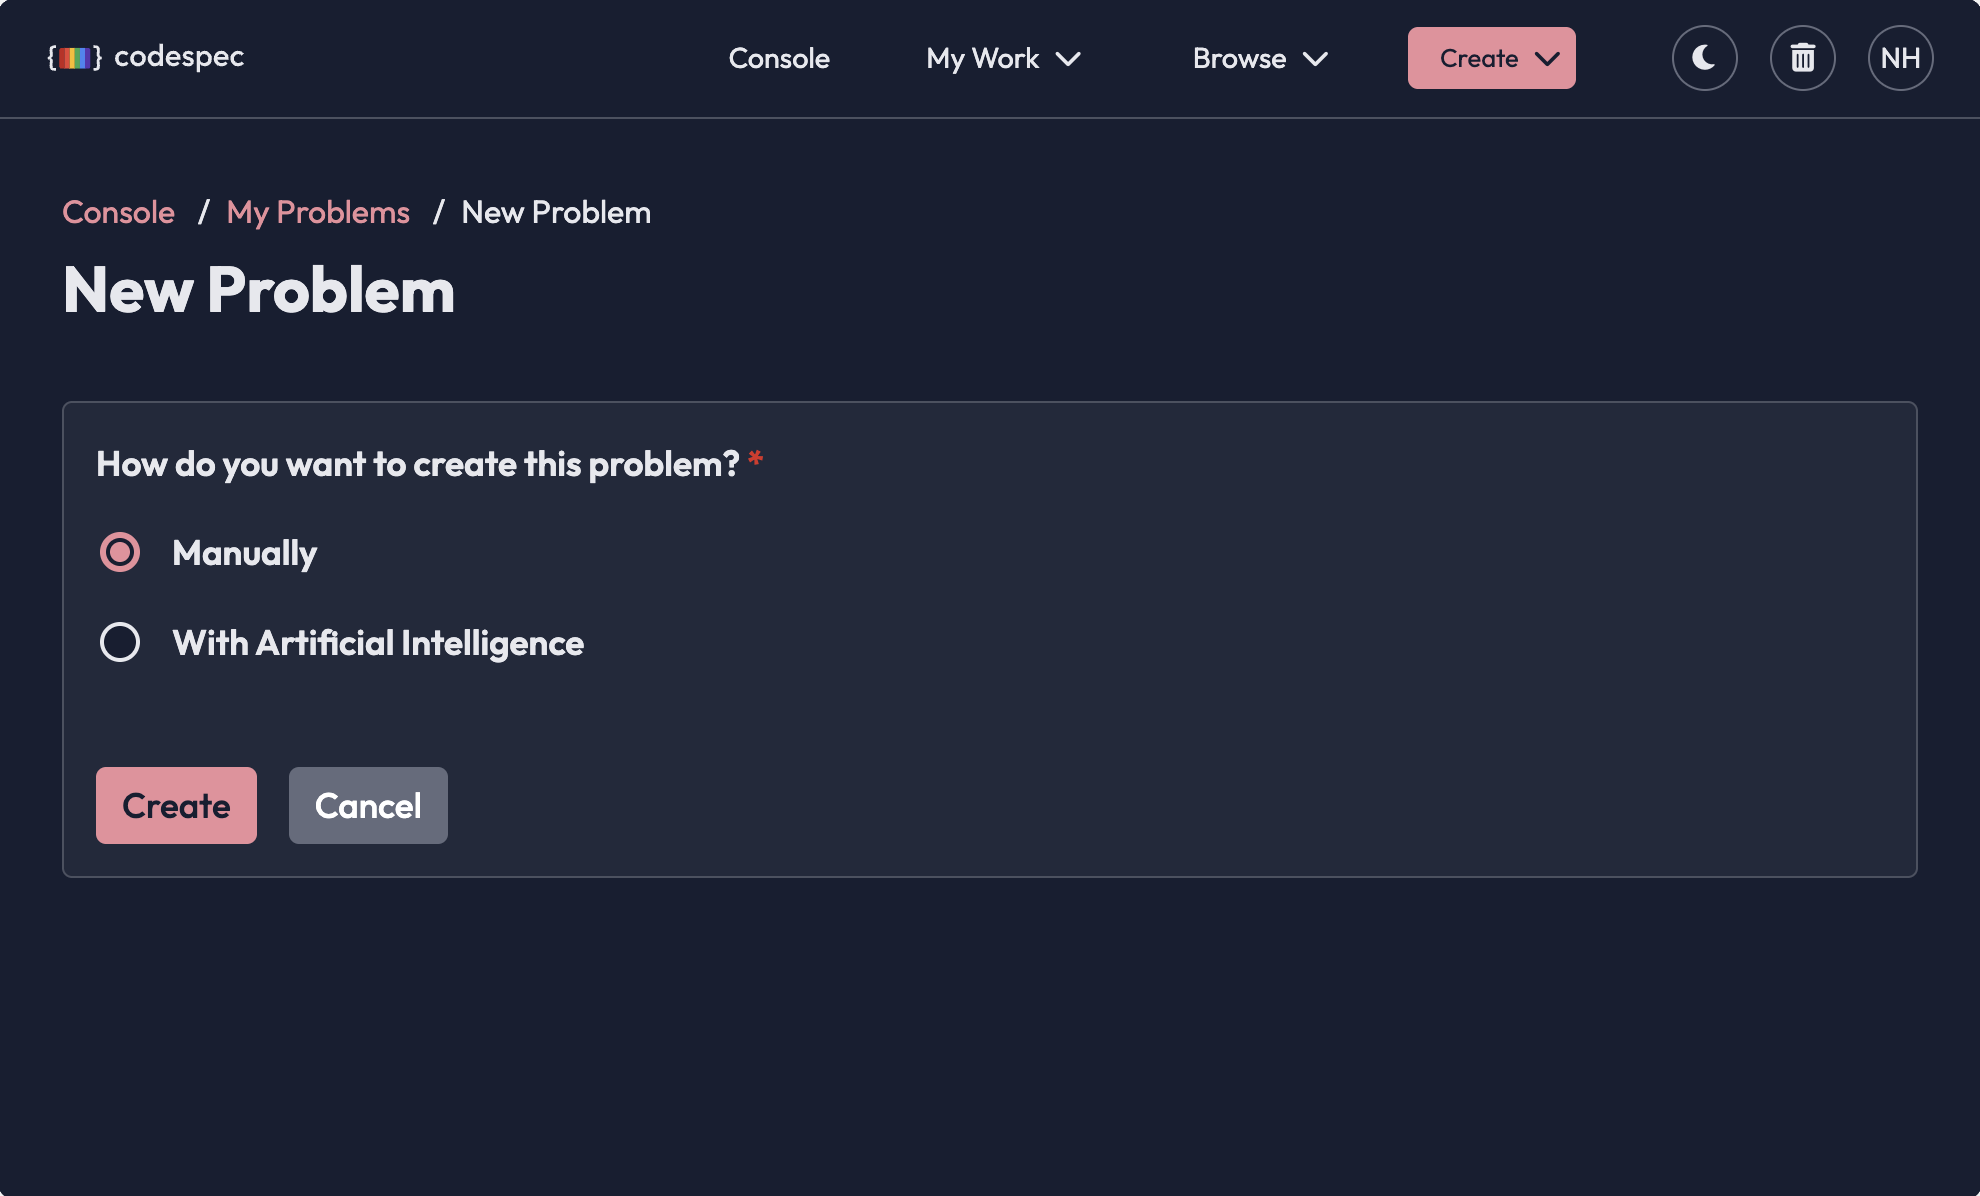 codespec
Console
My Work
Browse
Create
NH
Console / My Problems / New Problem
New Problem
How do you want to create this problem? *
Manually
With Artificial Intelligence
Create
Cancel